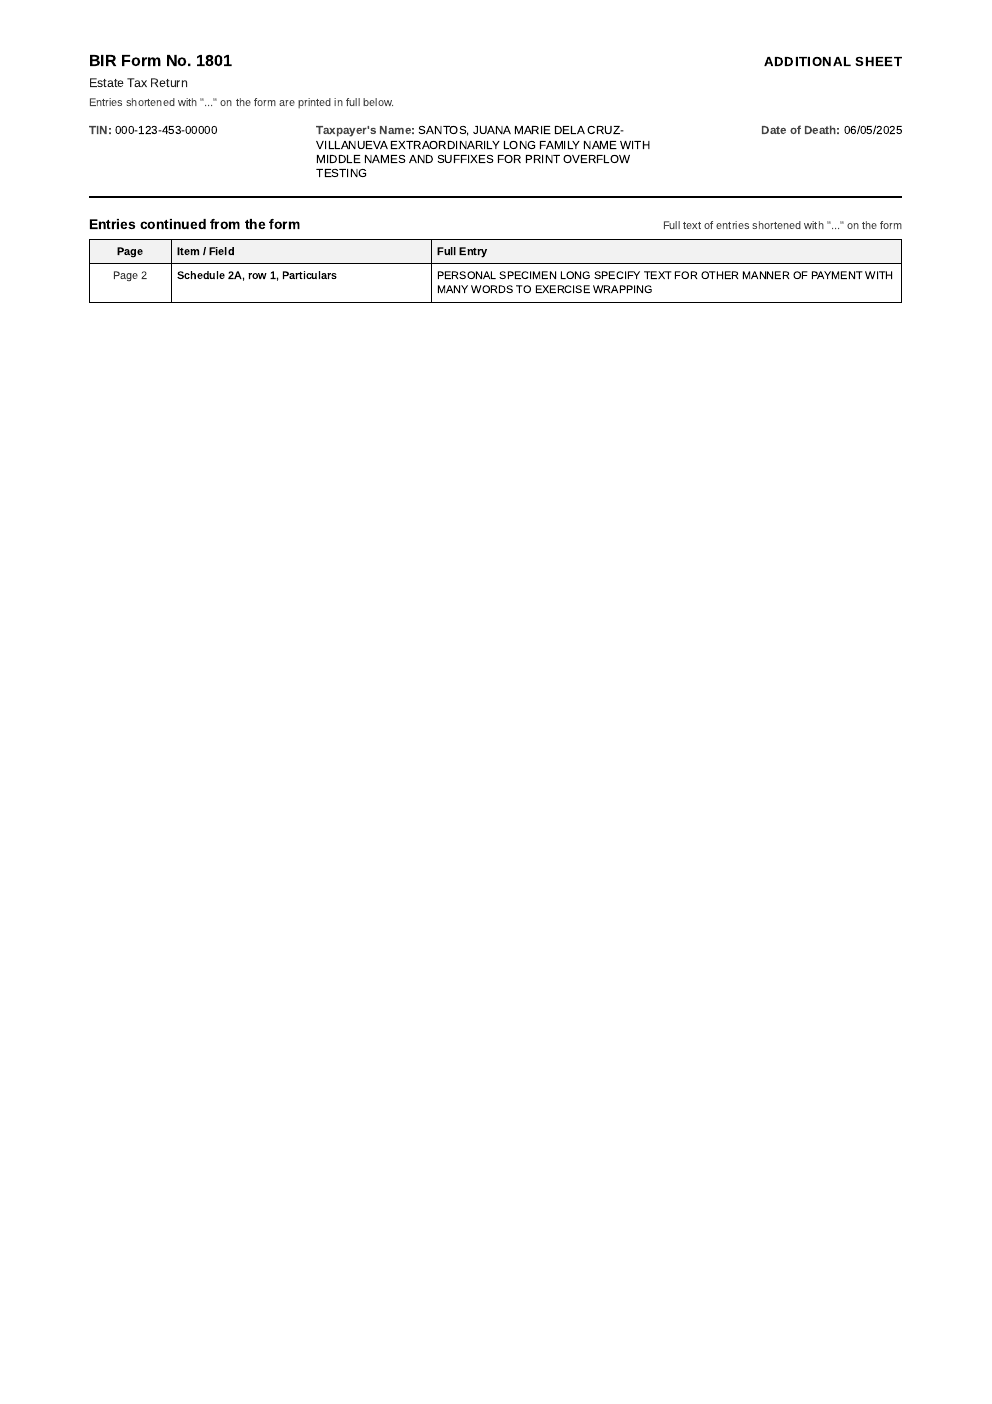 BIR Form No. 1801
ADDITIONAL SHEET
Estate Tax Return
Entries shortened with "..." on the form are printed in full below.
TIN: 000-123-453-00000
Taxpayer's Name: SANTOS, JUANA MARIE DELA CRUZ-
VILLANUEVA EXTRAORDINARILY LONG FAMILY NAME WITH
MIDDLE NAMES AND SUFFIXES FOR PRINT OVERFLOW
TESTING
Date of Death: 06/05/2025
Entries continued from the form
Full text of entries shortened with "..." on the form
Page
Item / Field
Full Entry
Page 2
Schedule 2A, row 1, Particulars
PERSONAL SPECIMEN LONG SPECIFY TEXT FOR OTHER MANNER OF PAYMENT WITH
MANY WORDS TO EXERCISE WRAPPING